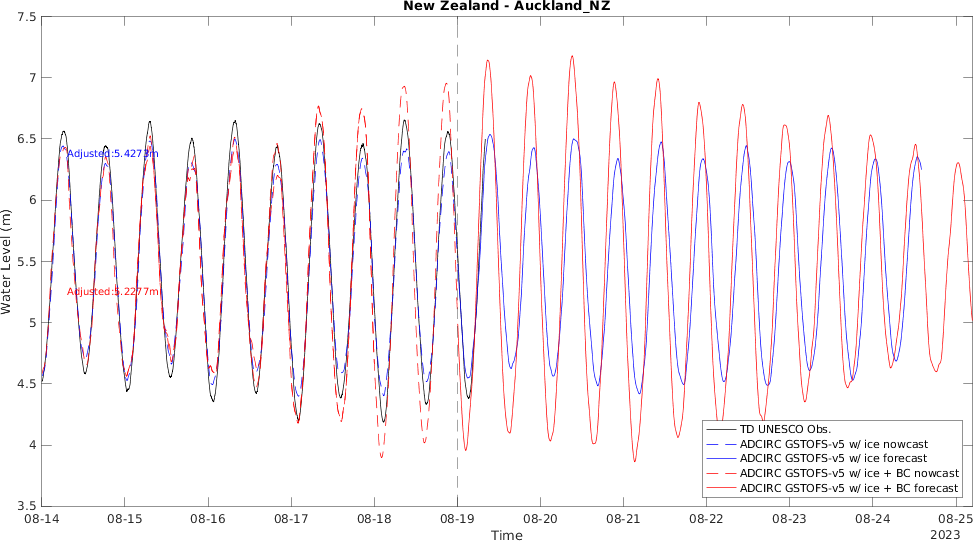 New Zealand - Auckland_NZ
Water Level (m)
7.5
7
6.5
6
5.5
5
4.5
4
3.5
Adjusted:5.4273m
Adjusted:5.2277m
TD UNESCO Obs.
ADCIRC GSTOFS-v5 w/ ice nowcast
ADCIRC GSTOFS-v5 w/ ice forecast
ADCIRC GSTOFS-v5 w/ ice + BC nowcast
ADCIRC GSTOFS-v5 w/ ice + BC forecast
08-14 08-15 08-16 08-17 08-18 08-19 08-20 08-21 08-22 08-23 08-24 08-25
Time
2023